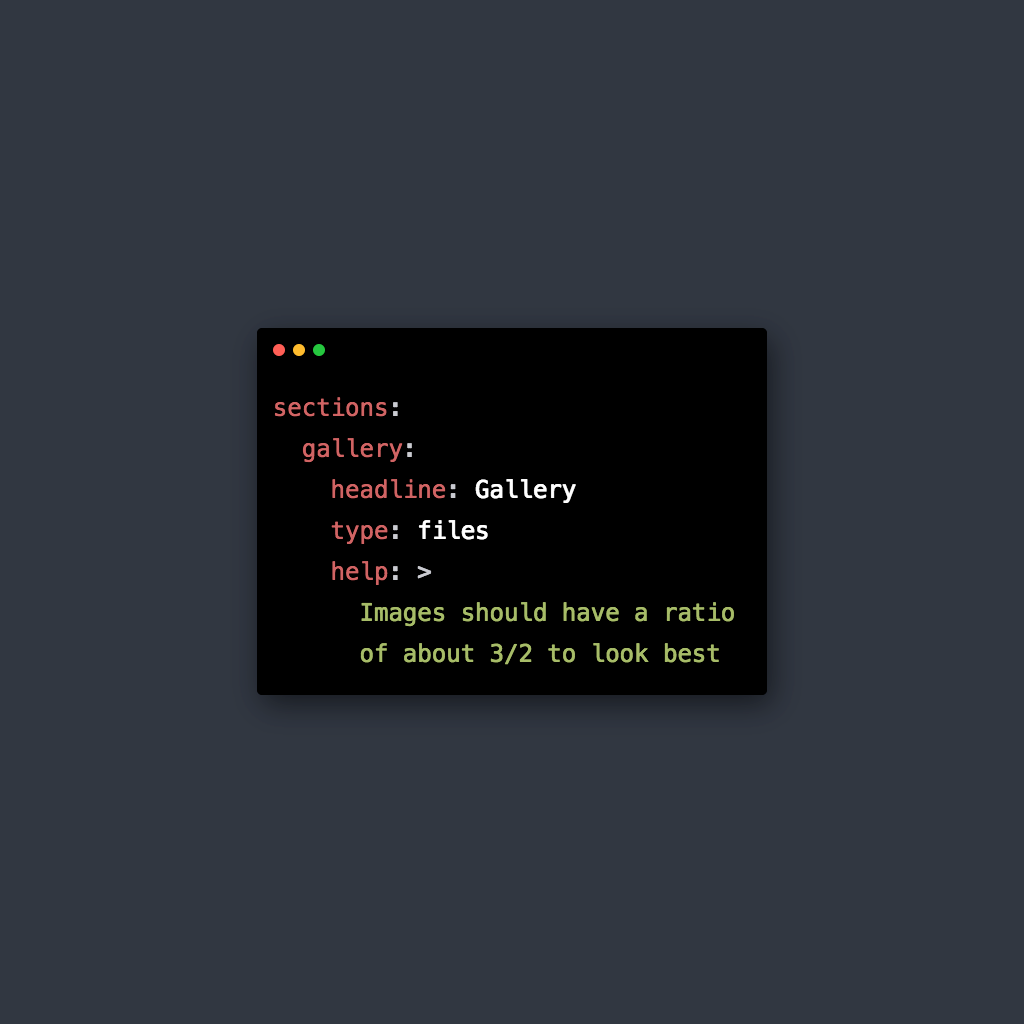 sections:
  gallery:
    headline: Gallery
    type: files
    help: >
      Images should have a ratio
      of about 3/2 to look best